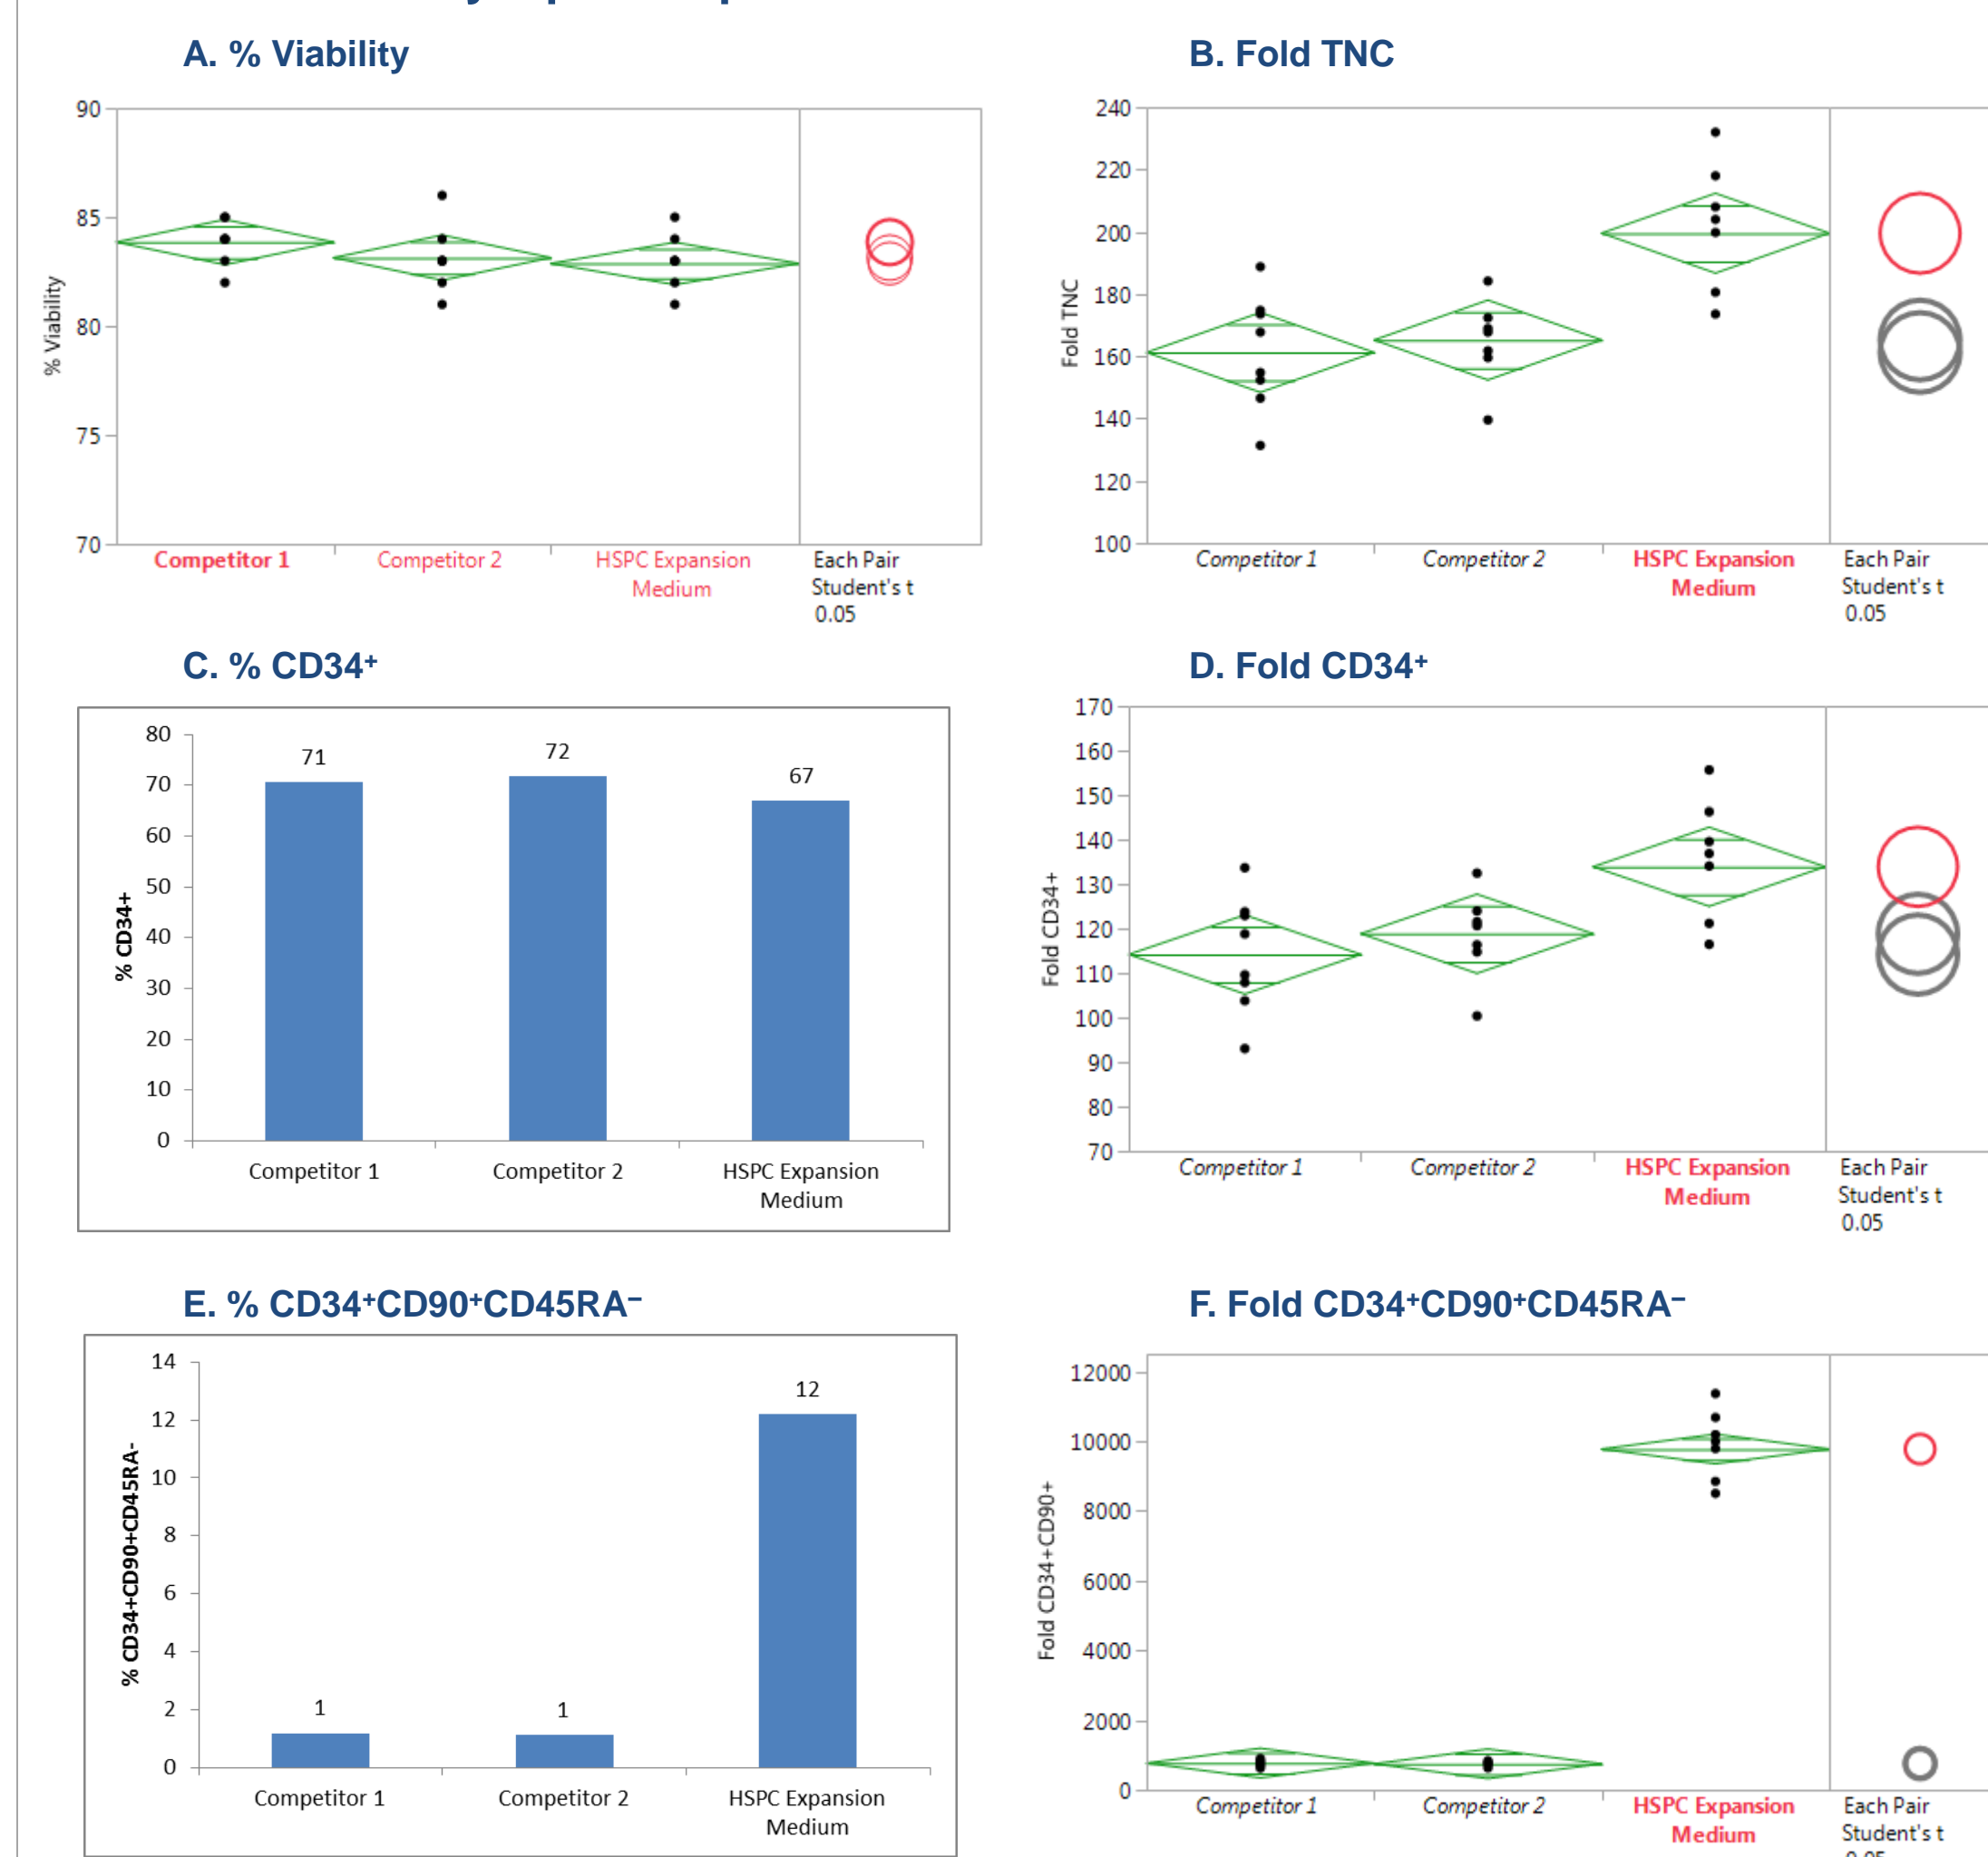 A. % Viability
90
85
80
75
70
% Viability
Competitor 1
Competitor 2
HSPC Expansion
Medium
Each Pair
Student's t
0.05
B. Fold TNC
240
220
200
180
160
140
120
100
Fold TNC
Competitor 1
Competitor 2
HSPC Expansion
Medium
Each Pair
Student's t
0.05
C. % CD34⁺
80
70
60
50
40
30
20
10
0
% CD34+
71
72
67
Competitor 1
Competitor 2
HSPC Expansion
Medium
D. Fold CD34⁺
170
160
150
140
130
120
110
100
90
80
70
Fold CD34+
Competitor 1
Competitor 2
HSPC Expansion
Medium
Each Pair
Student's t
0.05
E. % CD34⁺CD90⁺CD45RA⁻
14
12
10
8
6
4
2
0
% CD34+CD90+CD45RA-
1
1
12
Competitor 1
Competitor 2
HSPC Expansion
Medium
F. Fold CD34⁺CD90⁺CD45RA⁻
12000
10000
8000
6000
4000
2000
0
Fold CD34+CD90+
Competitor 1
Competitor 2
HSPC Expansion
Medium
Each Pair
Student's t